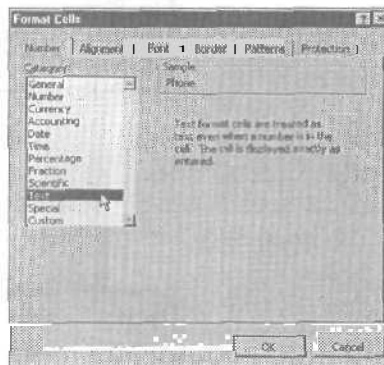 Format Cells
Number Alignment Font Border Patterns Protection
Category:
Sample
Phone
General
Number
Currency
Accounting
Date
Time
Percentage
Fraction
Scientific
Text
Special
Custom
Text format cells are treated as
text even when a number is in the
cell. The cell is displayed exactly as
entered.
OK Cancel